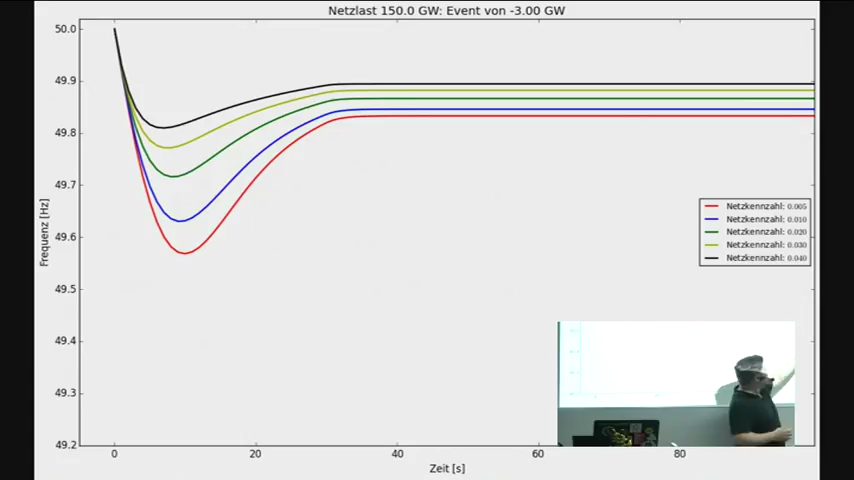 Netzlast 150.0 GW: Event von -3.00 GW
50.0
49.9
49.8
49.7
49.6
49.5
49.4
49.3
49.2
Frequenz [Hz]
0
20
40
60
80
Zeit [s]
Netzkennzahl: 0.005
Netzkennzahl: 0.010
Netzkennzahl: 0.020
Netzkennzahl: 0.030
Netzkennzahl: 0.040